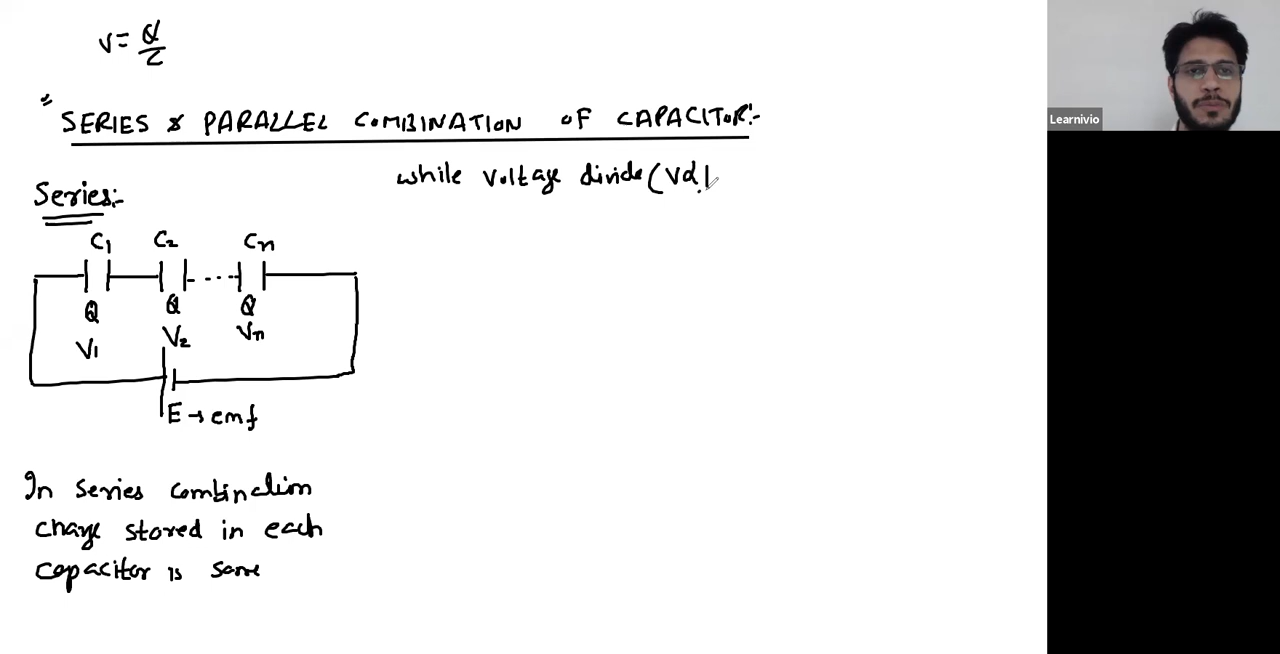 V = Q/C
" SERIES & PARALLEL COMBINATION OF CAPACITOR:-
while voltage divide (Vα
Series:-
C1 C2 Cn
Q Q Q
V1 V2 Vn
E → emf
In series combination
charge stored in each
capacitor is same
Learnivio